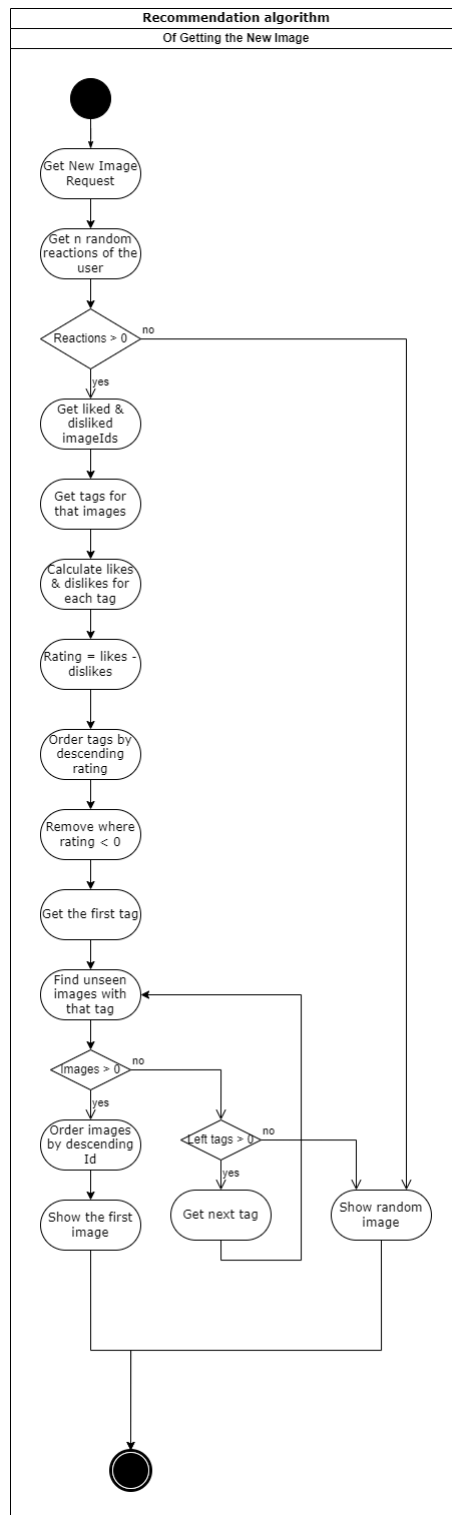 Recommendation algorithm
Of Getting the New Image
Get New Image
Request
Get n random
reactions of the
user
Reactions > 0
no
yes
Get liked &
disliked
imageIds
Get tags for
that images
Calculate likes
& dislikes for
each tag
Rating = likes -
dislikes
Order tags by
descending
rating
Remove where
rating < 0
Get the first tag
Find unseen
images with
that tag
Images > 0
no
yes
Order images
by descending
Id
Left tags > 0
no
yes
Show the first
image
Get next tag
Show random
image